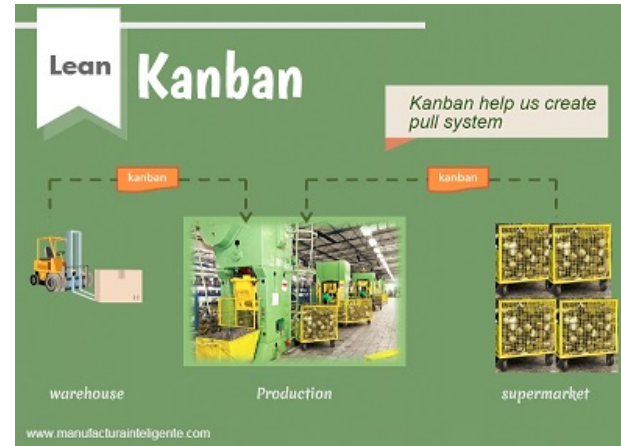 Lean
Kanban
Kanban help us create
pull system
kanban
kanban
warehouse
Production
supermarket
www.manufacturainteligente.com